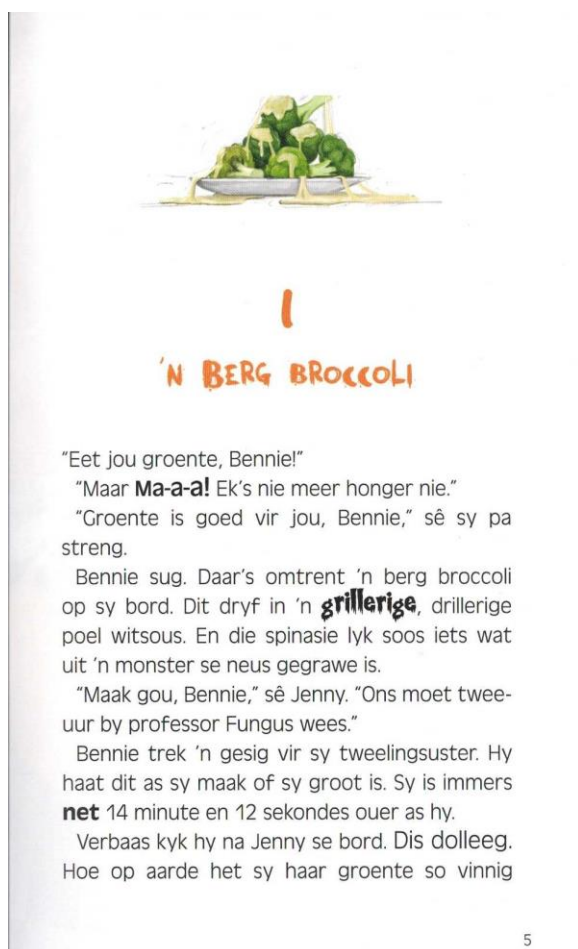 1
'N BERG BROCCOLI
“Eet jou groente, Bennie!”
“Maar Ma-a-a! Ek's nie meer honger nie.”
“Groente is goed vir jou, Bennie,” sê sy pa
streng.
Bennie sug. Daar's omtrent 'n berg broccoli
op sy bord. Dit dryf in 'n grillerige, drillerige
poel witsous. En die spinasie lyk soos iets wat
uit 'n monster se neus gegrawe is.
“Maak gou, Bennie,” sê Jenny. “Ons moet twee-
uur by professor Fungus wees.”
Bennie trek 'n gesig vir sy tweelingsuster. Hy
haat dit as sy maak of sy groot is. Sy is immers
net 14 minute en 12 sekondes ouer as hy.
Verbaas kyk hy na Jenny se bord. Dis dolleeg.
Hoe op aarde het sy haar groente so vinnig
5